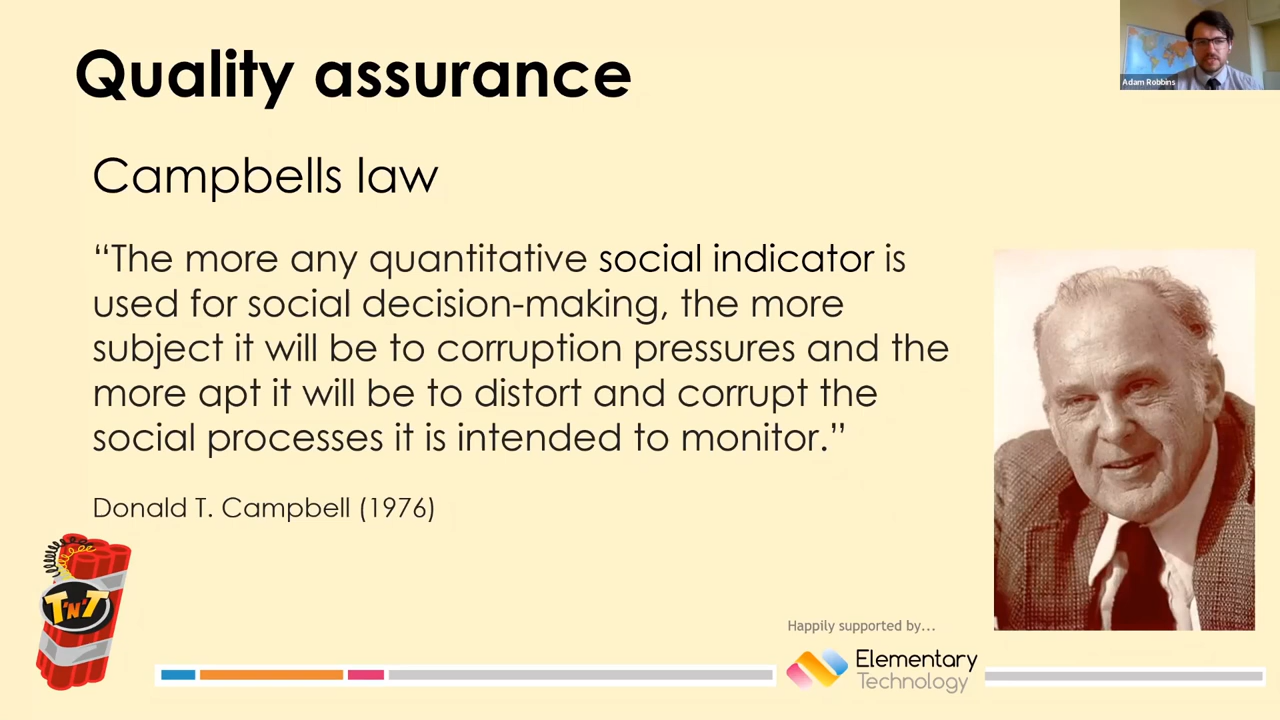 Quality assurance
Adam Robbins
Campbells law
“The more any quantitative social indicator is
used for social decision-making, the more
subject it will be to corruption pressures and the
more apt it will be to distort and corrupt the
social processes it is intended to monitor.”
Donald T. Campbell (1976)
T'N'T
Happily supported by...
Elementary
Technology